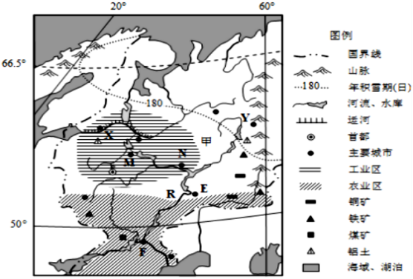 20° 60°
66.5°
180
180
X
Y
甲
M
N
R
E
50°
F
图例
国界线
山脉
180 年积雪期(日)
河流、水库
运河
首都
主要城市
工业区
农业区
铜矿
铁矿
煤矿
铝土
海域、湖泊